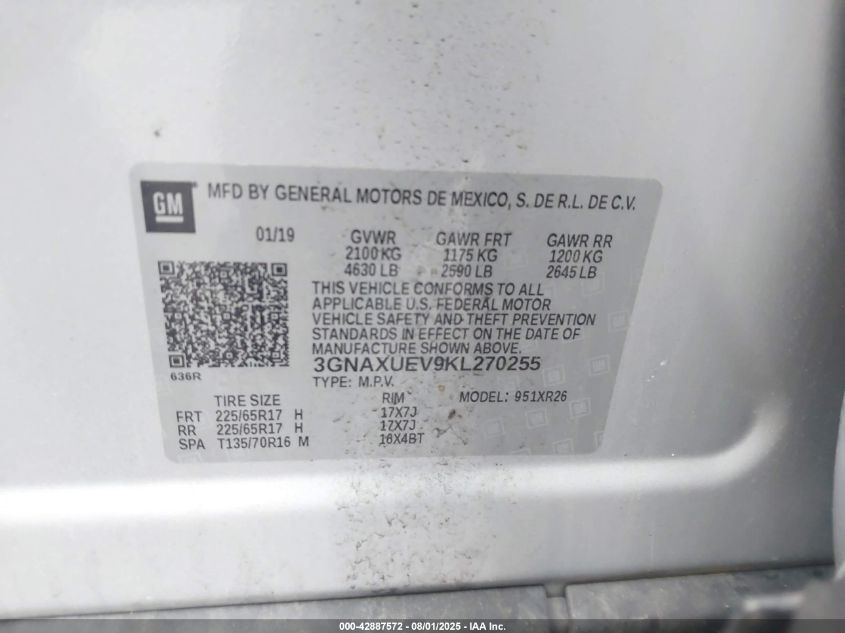 GM
MFD BY GENERAL MOTORS DE MEXICO, S. DE R.L. DE C.V.
01/19 GVWR GAWR FRT GAWR RR
2100 KG 1175 KG 1200 KG
4630 LB 2590 LB 2645 LB
THIS VEHICLE CONFORMS TO ALL
APPLICABLE U.S. FEDERAL MOTOR
VEHICLE SAFETY AND THEFT PREVENTION
STANDARDS IN EFFECT ON THE DATE OF
MANUFACTURE SHOWN ABOVE.
3GNAXUEV9KL270255
636R
TYPE: M.P.V. MODEL: 951XR26
TIRE SIZE RIM
FRT 225/65R17 H 17X7J
RR 225/65R17 H 17X7J
SPA T135/70R16 M 16X4BT
000-42887572 - 08/01/2025 - IAA Inc.